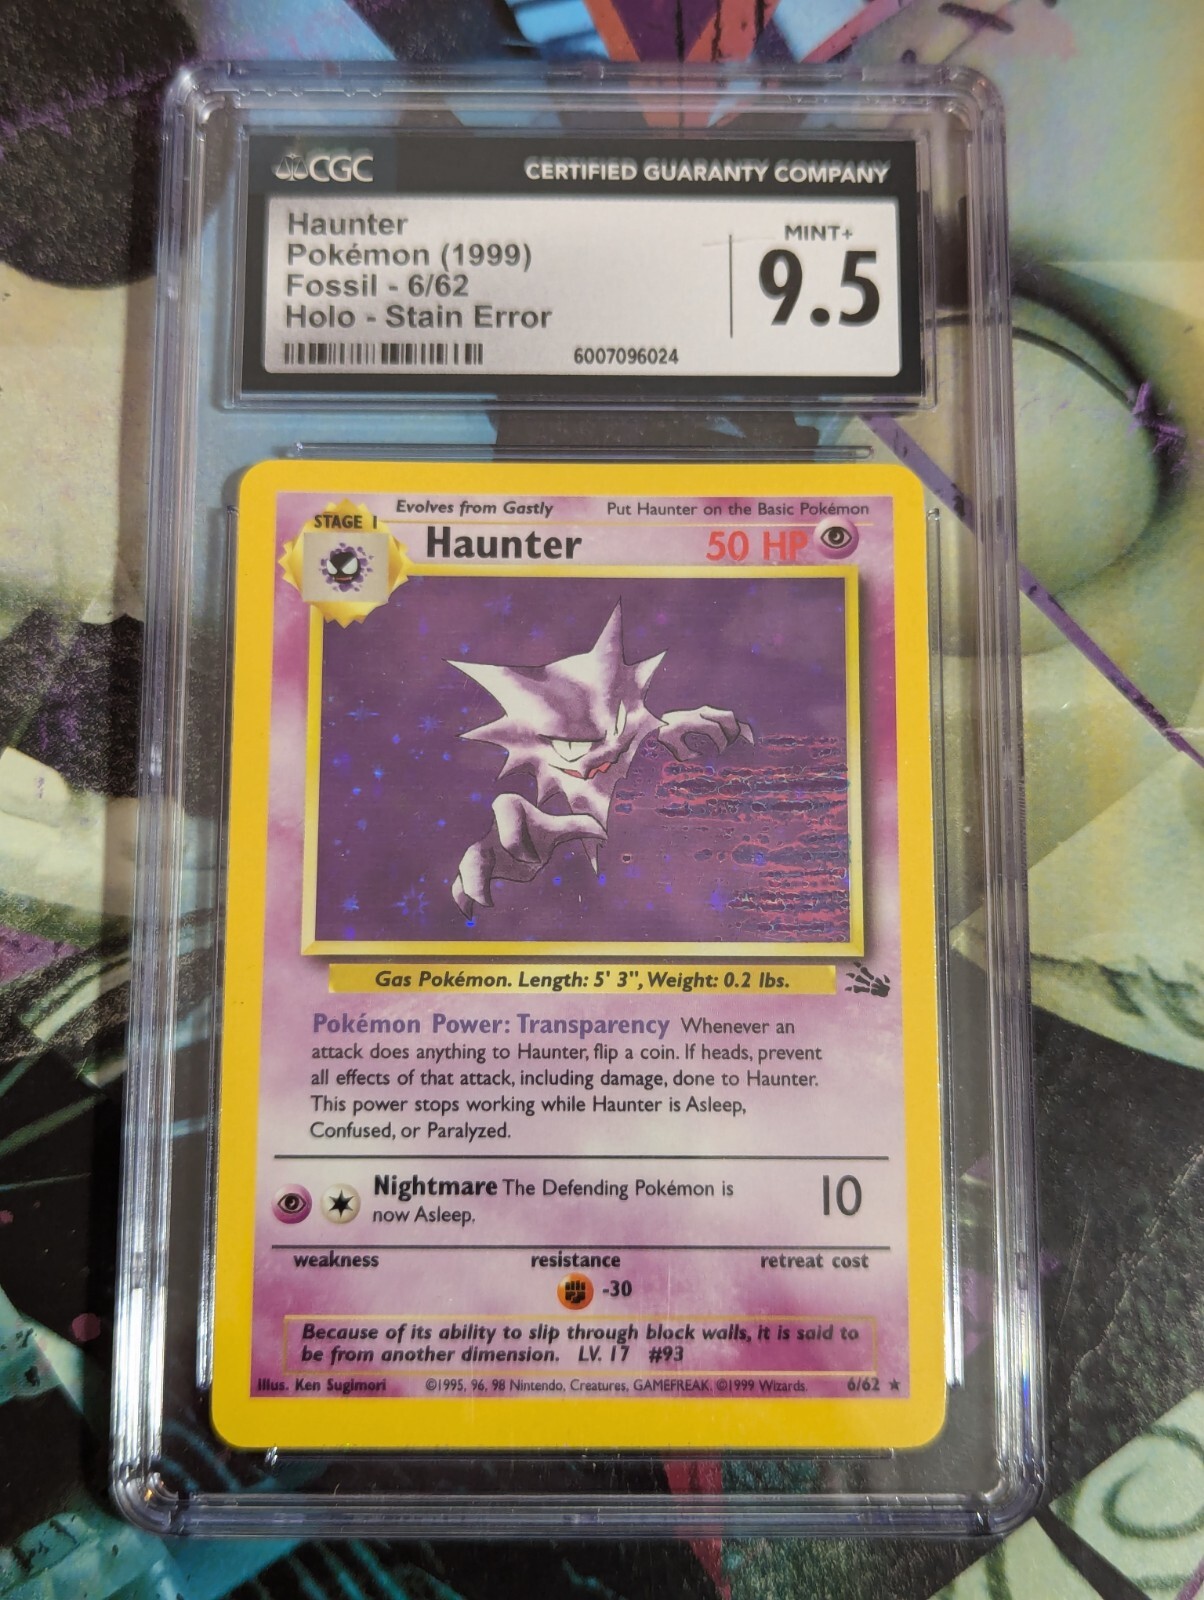 CGC
CERTIFIED GUARANTY COMPANY
Haunter
Pokémon (1999)
Fossil - 6/62
Holo - Stain Error
MINT+
9.5
6007096024
Evolves from Gastly
Put Haunter on the Basic Pokémon
STAGE 1
Haunter
50 HP
Gas Pokémon. Length: 5' 3", Weight: 0.2 lbs.
Pokémon Power: Transparency Whenever an
attack does anything to Haunter, flip a coin. If heads, prevent
all effects of that attack, including damage, done to Haunter.
This power stops working while Haunter is Asleep,
Confused, or Paralyzed.
Nightmare The Defending Pokémon is
now Asleep.
10
weakness
resistance
retreat cost
-30
Because of its ability to slip through block walls, it is said to
be from another dimension. LV. 17 #93
Illus. Ken Sugimori
©1995, 96, 98 Nintendo, Creatures, GAMEFREAK. ©1999 Wizards.
6/62 ★